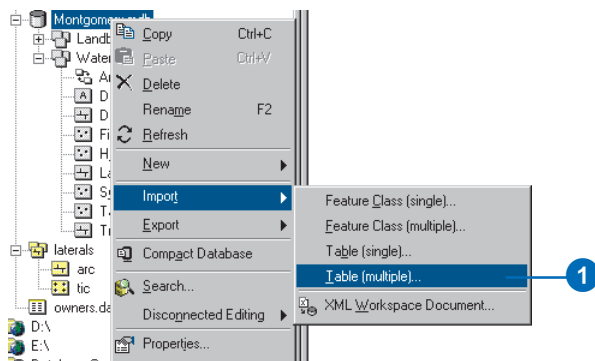 Montgomery.mdb
Landb
Water
A
D
D
Fi
H
La
S
T
T
laterals
arc
tic
owners.da
D:\
E:\
Copy Ctrl+C
Paste Ctrl+V
Delete
Rename F2
Refresh
New
Import
Export
Compact Database
Search...
Disconnected Editing
Properties...
Feature Class (single)...
Feature Class (multiple)...
Table (single)...
Table (multiple)...
XML Workspace Document...
1